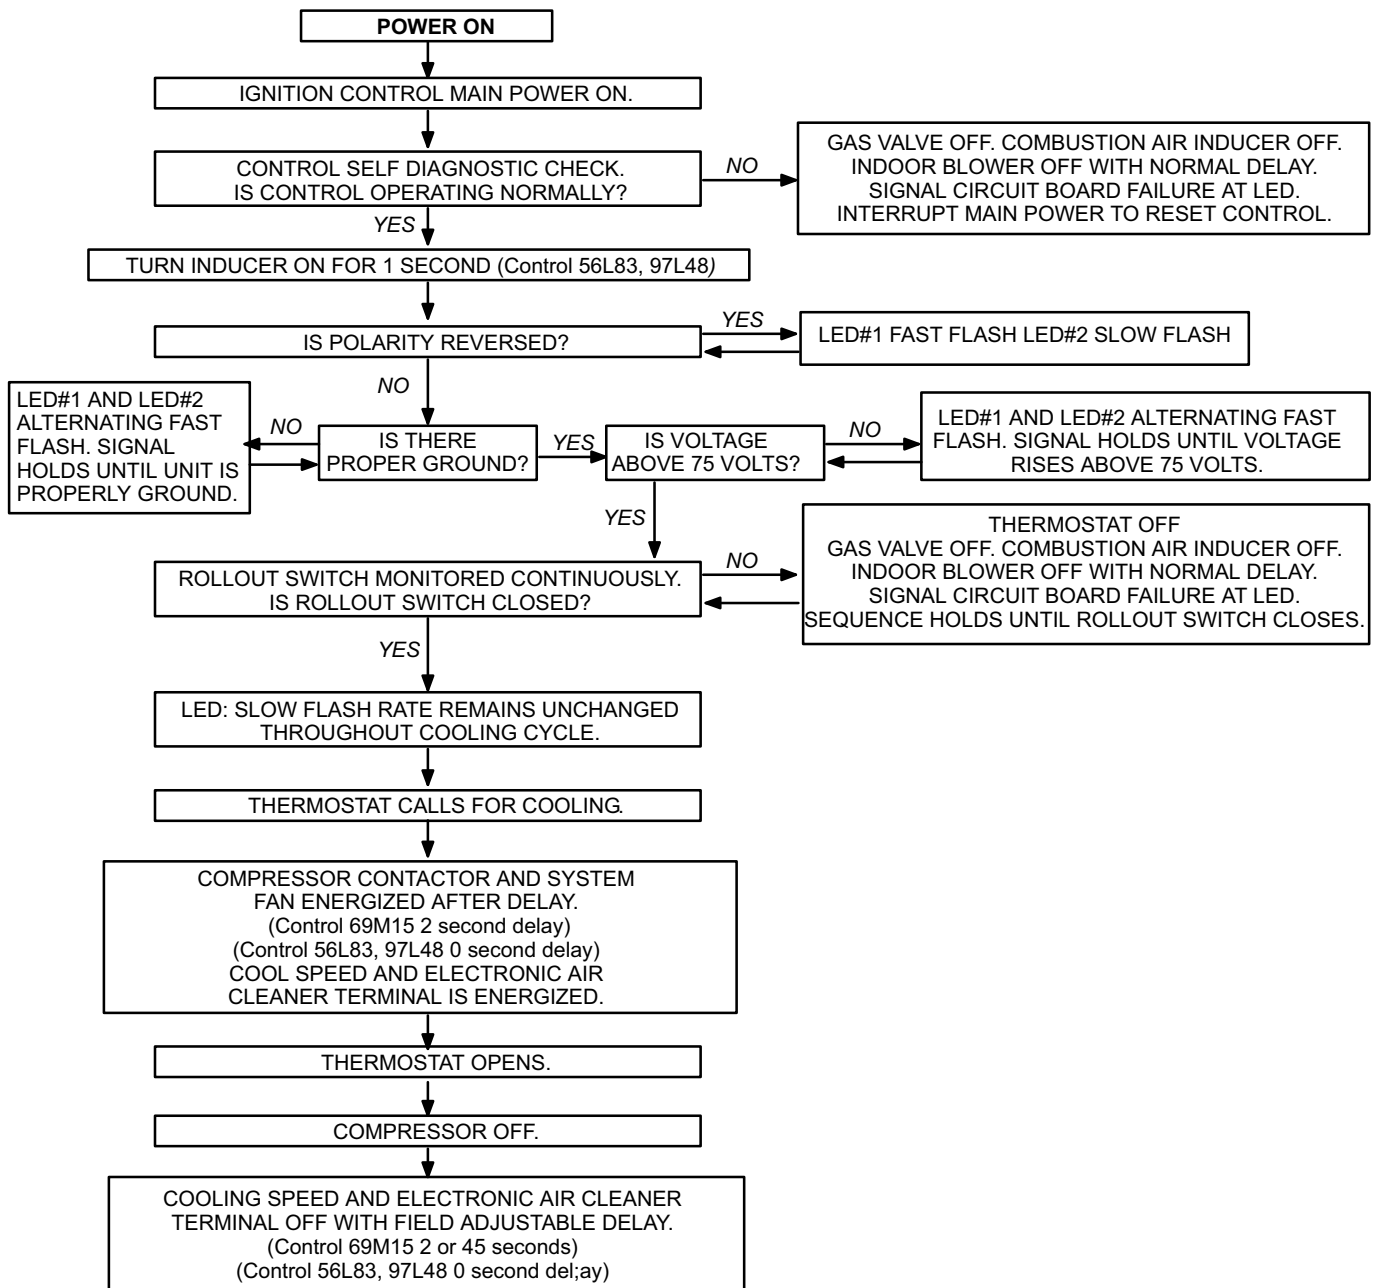 POWER ON
IGNITION CONTROL MAIN POWER ON.
CONTROL SELF DIAGNOSTIC CHECK.
IS CONTROL OPERATING NORMALLY?
NO
GAS VALVE OFF. COMBUSTION AIR INDUCER OFF.
INDOOR BLOWER OFF WITH NORMAL DELAY.
SIGNAL CIRCUIT BOARD FAILURE AT LED.
INTERRUPT MAIN POWER TO RESET CONTROL.
YES
TURN INDUCER ON FOR 1 SECOND (Control 56L83, 97L48)
IS POLARITY REVERSED?
YES
LED#1 FAST FLASH LED#2 SLOW FLASH
NO
LED#1 AND LED#2
ALTERNATING FAST
FLASH. SIGNAL
HOLDS UNTIL UNIT IS
PROPERLY GROUND.
NO
IS THERE
PROPER GROUND?
YES
IS VOLTAGE
ABOVE 75 VOLTS?
NO
LED#1 AND LED#2 ALTERNATING FAST
FLASH. SIGNAL HOLDS UNTIL VOLTAGE
RISES ABOVE 75 VOLTS.
YES
ROLLOUT SWITCH MONITORED CONTINUOUSLY.
IS ROLLOUT SWITCH CLOSED?
NO
THERMOSTAT OFF
GAS VALVE OFF. COMBUSTION AIR INDUCER OFF.
INDOOR BLOWER OFF WITH NORMAL DELAY.
SIGNAL CIRCUIT BOARD FAILURE AT LED.
SEQUENCE HOLDS UNTIL ROLLOUT SWITCH CLOSES.
YES
LED: SLOW FLASH RATE REMAINS UNCHANGED
THROUGHOUT COOLING CYCLE.
THERMOSTAT CALLS FOR COOLING.
COMPRESSOR CONTACTOR AND SYSTEM
FAN ENERGIZED AFTER DELAY.
(Control 69M15 2 second delay)
(Control 56L83, 97L48 0 second delay)
COOL SPEED AND ELECTRONIC AIR
CLEANER TERMINAL IS ENERGIZED.
THERMOSTAT OPENS.
COMPRESSOR OFF.
COOLING SPEED AND ELECTRONIC AIR CLEANER
TERMINAL OFF WITH FIELD ADJUSTABLE DELAY.
(Control 69M15 2 or 45 seconds)
(Control 56L83, 97L48 0 second del;ay)